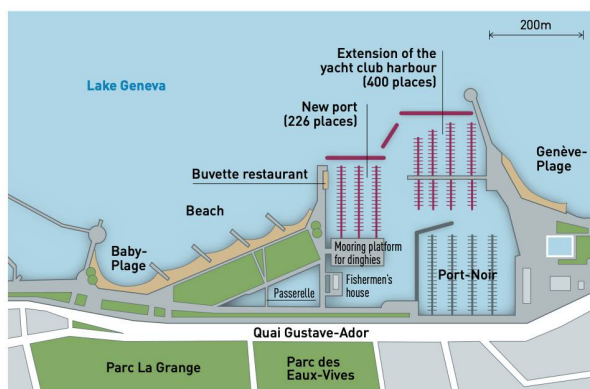 200m
Extension of the
yacht club harbour
(400 places)
Lake Geneva
New port
(226 places)
Genève-
Plage
Buvette restaurant
Beach
Baby-
Plage
Mooring platform
for dinghies
Port-Noir
Fishermen's
house
Passerelle
Quai Gustave-Ador
Parc La Grange
Parc des
Eaux-Vives